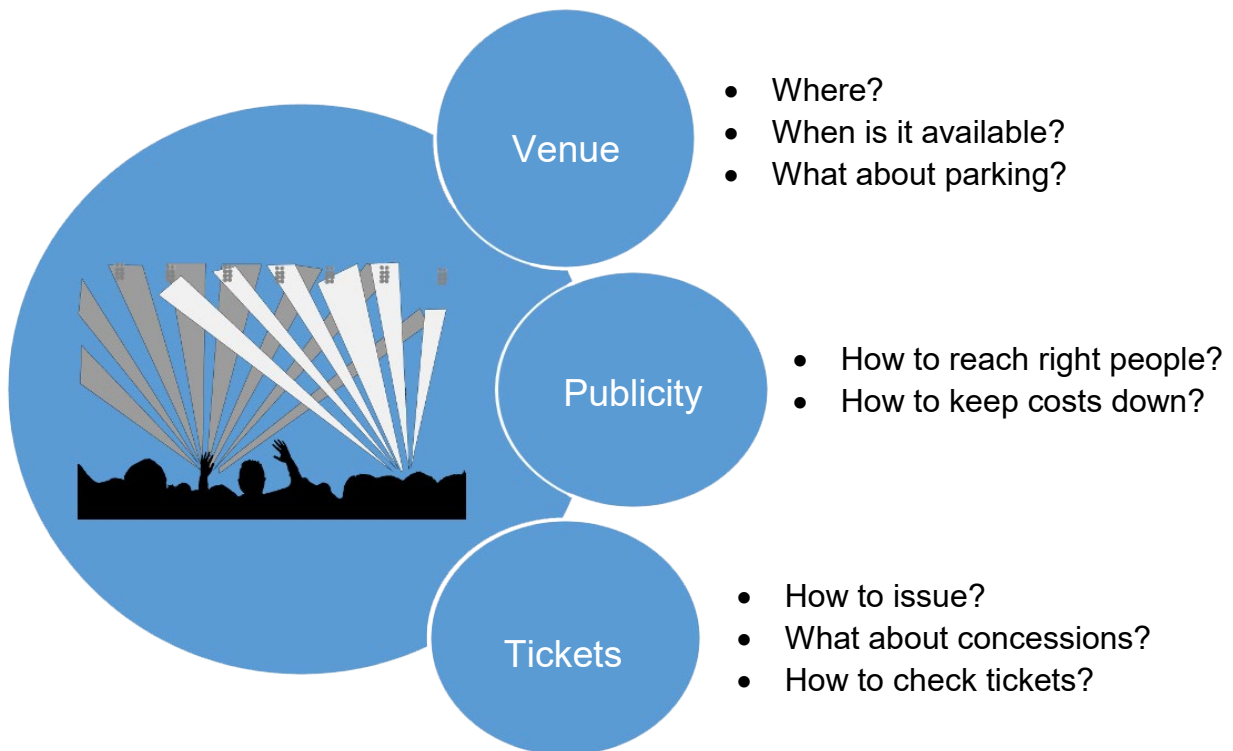 Venue
• Where?
• When is it available?
• What about parking?
Publicity
• How to reach right people?
• How to keep costs down?
Tickets
• How to issue?
• What about concessions?
• How to check tickets?